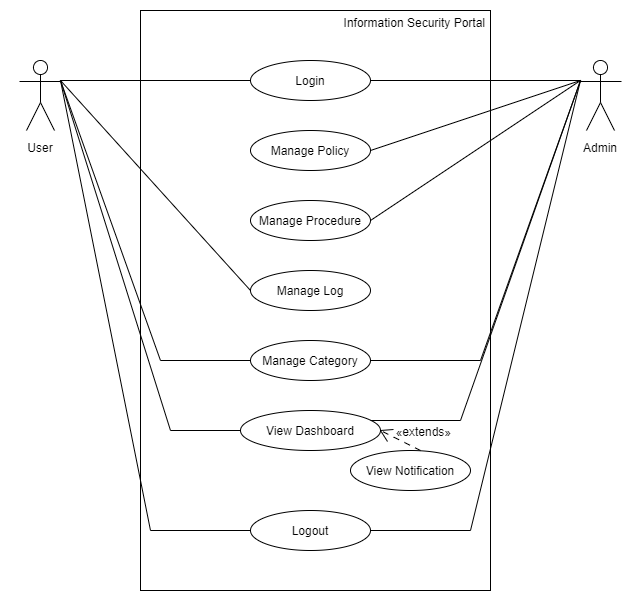 Information Security Portal
Login
User
Admin
Manage Policy
Manage Procedure
Manage Log
Manage Category
View Dashboard
«extends»
View Notification
Logout